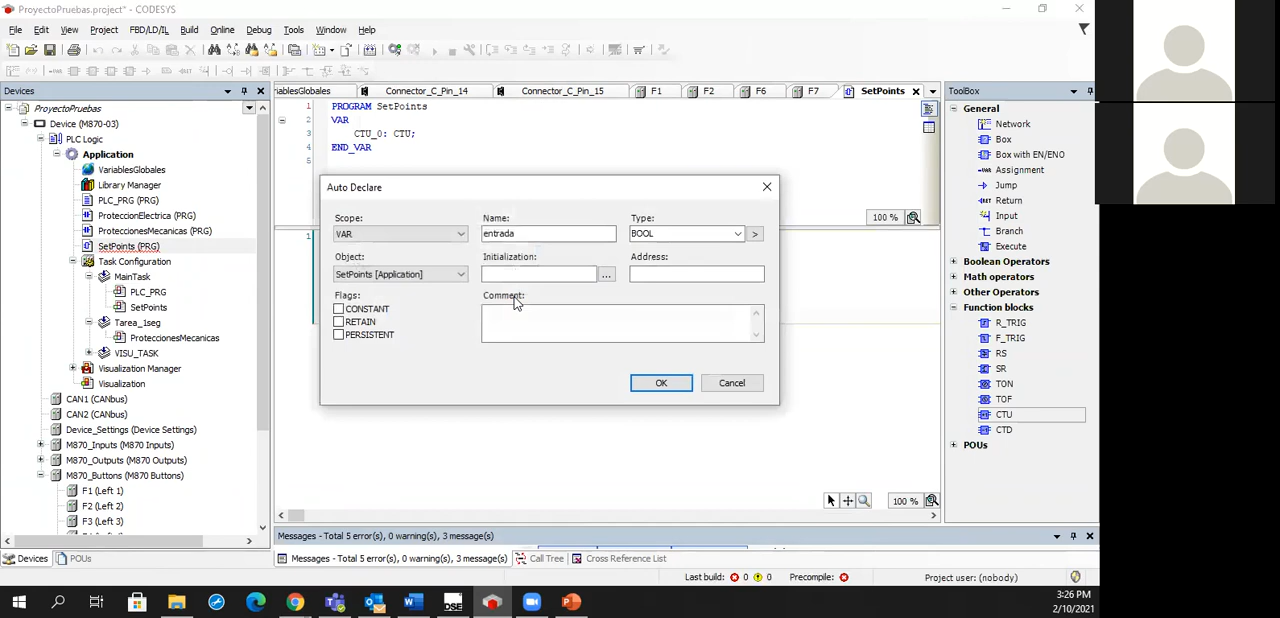 ProyectoPruebas.project* - CODESYS
File Edit View Project FBD/LD/IL Build Online Debug Tools Window Help
Devices
ProyectoPruebas
Device (M870-03)
PLC Logic
Application
VariablesGlobales
Library Manager
PLC_PRG (PRG)
ProteccionElectrica (PRG)
ProteccionesMecanicas (PRG)
SetPoints (PRG)
Task Configuration
MainTask
PLC_PRG
SetPoints
Tarea_1seg
ProteccionesMecanicas
VISU_TASK
Visualization Manager
Visualization
CAN1 (CANbus)
CAN2 (CANbus)
Device_Settings (Device Settings)
M870_Inputs (M870 Inputs)
M870_Outputs (M870 Outputs)
M870_Buttons (M870 Buttons)
F1 (Left 1)
F2 (Left 2)
F3 (Left 3)
Devices POUs
riablesGlobales Connector_C_Pin_14 Connector_C_Pin_15 F1 F2 F6 F7 SetPoints
1 PROGRAM SetPoints
2 VAR
3 CTU_0: CTU;
4 END_VAR
5
100 %
1
Auto Declare
Scope: Name: Type:
VAR entrada BOOL >
Object: Initialization: Address:
SetPoints [Application] ...
Flags: Comment:
CONSTANT
RETAIN
PERSISTENT
OK Cancel
100 %
ToolBox
General
Network
Box
Box with EN/ENO
Assignment
Jump
Return
Input
Branch
Execute
Boolean Operators
Math operators
Other Operators
Function blocks
R_TRIG
F_TRIG
RS
SR
TON
TOF
CTU
CTD
POUs
Messages - Total 5 error(s), 0 warning(s), 3 message(s)
Messages - Total 5 error(s), 0 warning(s), 3 message(s) Call Tree Cross Reference List
Last build: 0 0 Precompile: Project user: (nobody)
DSE
3:26 PM
2/10/2021